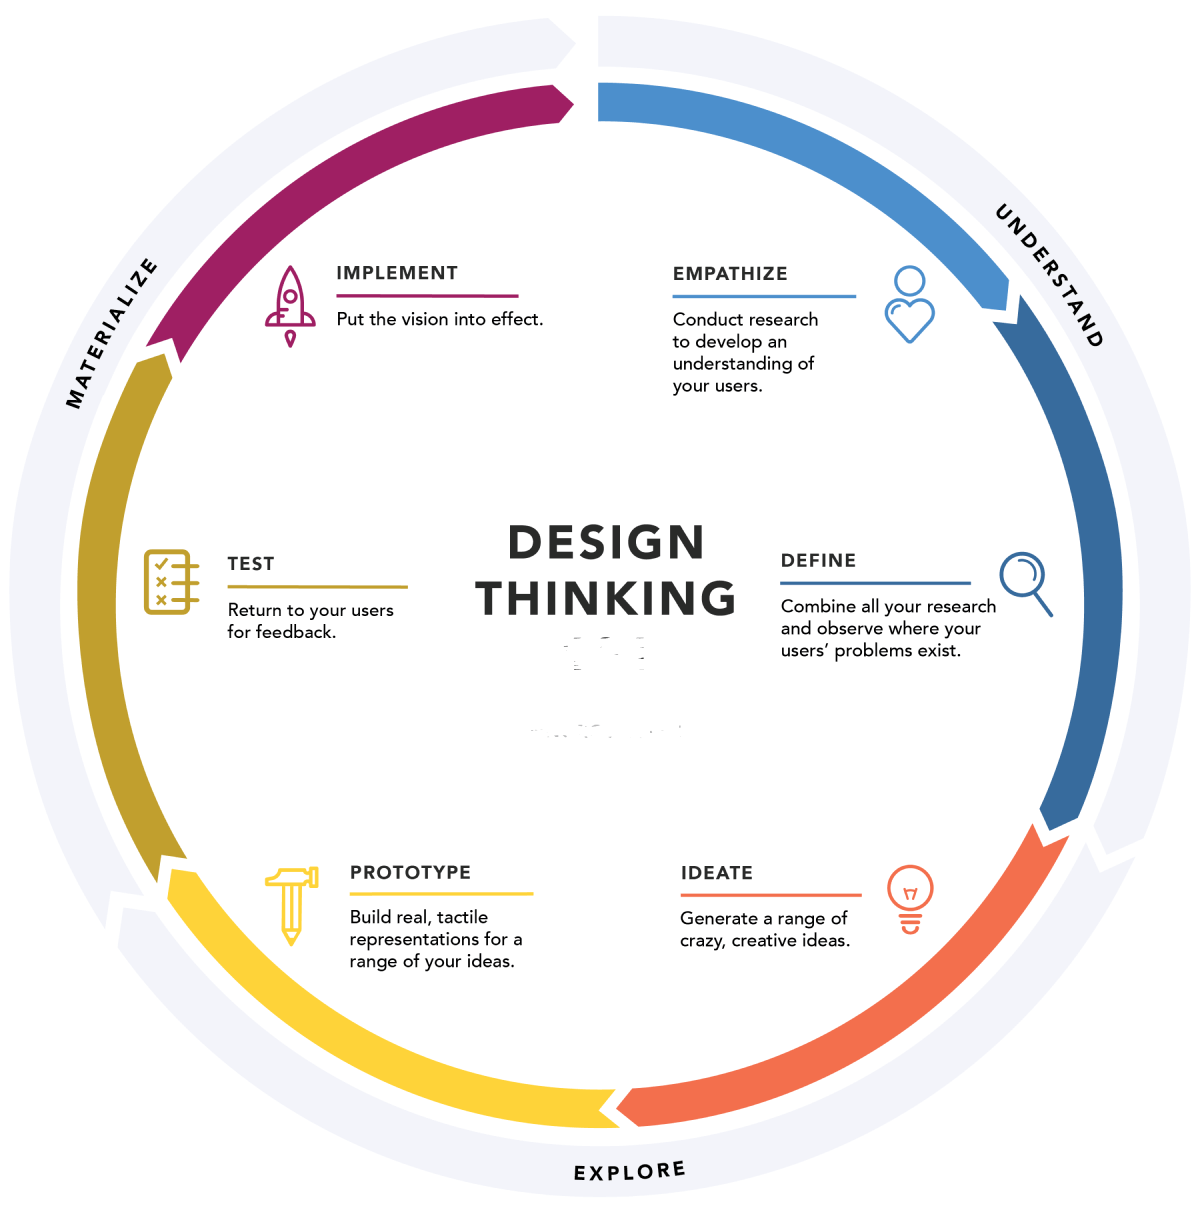 DESIGN
THINKING
UNDERSTAND
EMPATHIZE
Conduct research
to develop an
understanding of
your users.
DEFINE
Combine all your research
and observe where your
users’ problems exist.
EXPLORE
IDEATE
Generate a range of
crazy, creative ideas.
PROTOTYPE
Build real, tactile
representations for a
range of your ideas.
MATERIALIZE
TEST
Return to your users
for feedback.
IMPLEMENT
Put the vision into effect.